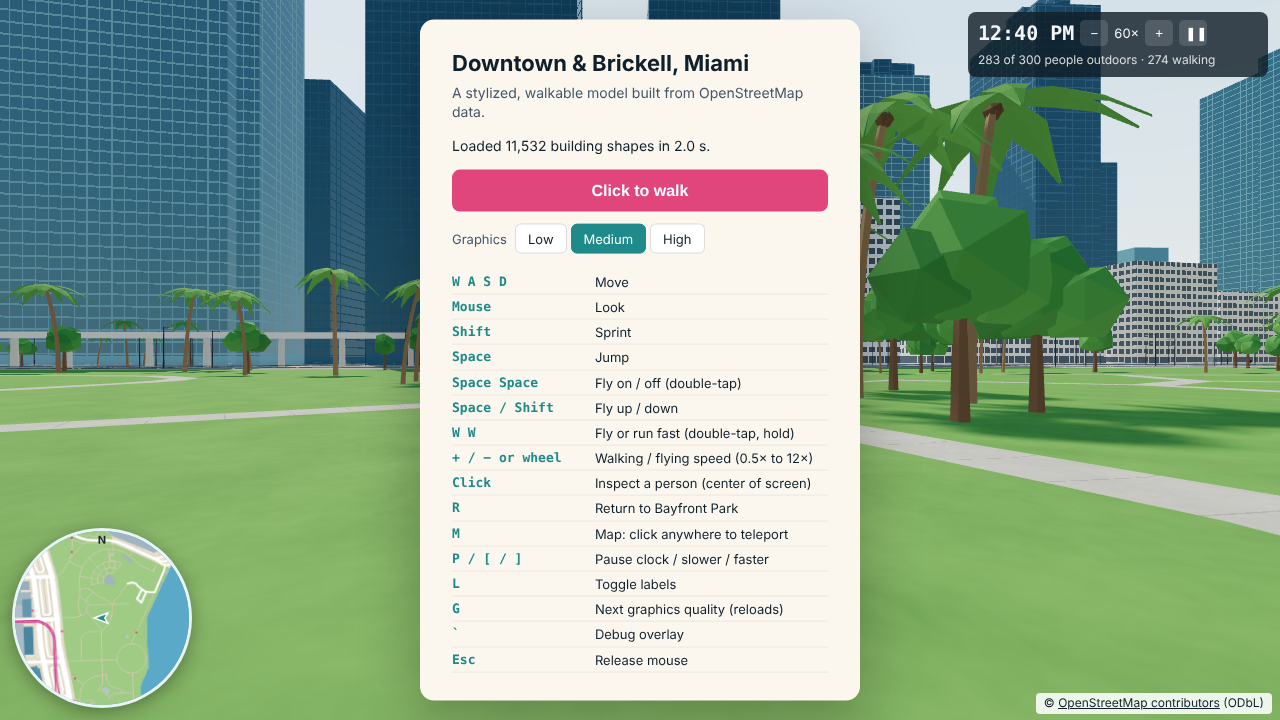 Downtown & Brickell, Miami
A stylized, walkable model built from OpenStreetMap
data.
Loaded 11,532 building shapes in 2.0 s.
Click to walk
Graphics Low Medium High
W A S D Move
Mouse Look
Shift Sprint
Space Jump
Space Space Fly on / off (double-tap)
Space / Shift Fly up / down
W W Fly or run fast (double-tap, hold)
+ / − or wheel Walking / flying speed (0.5× to 12×)
Click Inspect a person (center of screen)
R Return to Bayfront Park
M Map: click anywhere to teleport
P / [ / ] Pause clock / slower / faster
L Toggle labels
G Next graphics quality (reloads)
` Debug overlay
Esc Release mouse
12:40 PM − 60× + ❚❚
283 of 300 people outdoors · 274 walking
N
© OpenStreetMap contributors (ODbL)